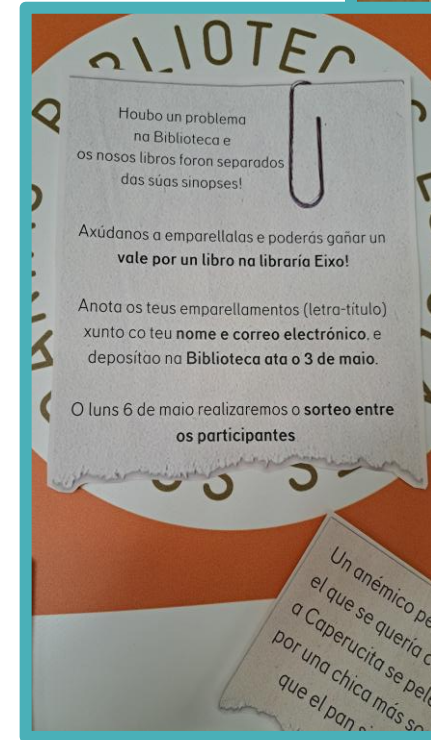 BIBLIOTEC
Houbo un problema
na Biblioteca e
os nosos libros foron separados
das súas sinopses!
Axúdanos a emparellalas e poderás gañar un
vale por un libro na libraría Eixo!
Anota os teus emparellamentos (letra-título)
xunto co teu nome e correo electrónico, e
deposítao na Biblioteca ata o 3 de maio.
O luns 6 de maio realizaremos o sorteo entre
os participantes
Un anémico
el que se quería
a Caperucita se
por una chica más
que el pan